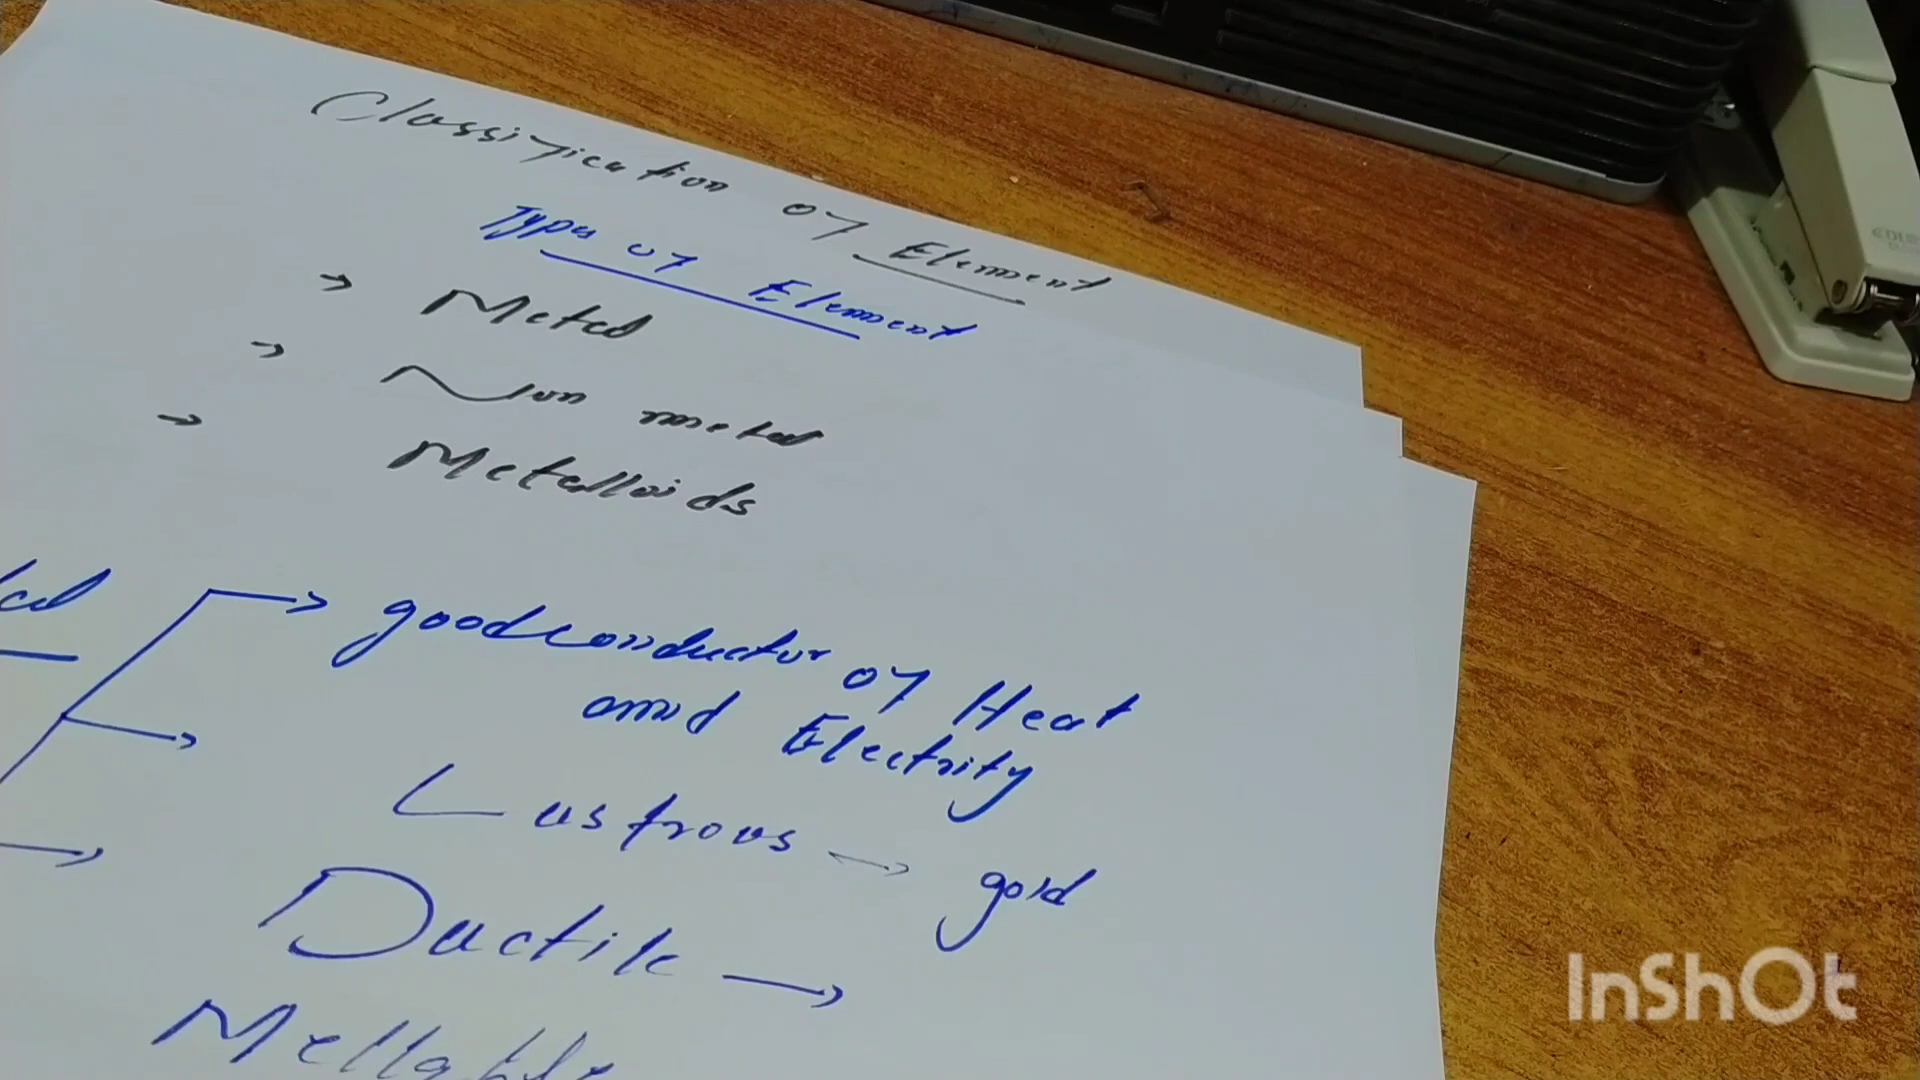 Classification of Element
Types of Element
→ Metal
→ Non metal
→ Metalloids
→ good conductor of Heat
and Electrity
→ Lustrous → gold
→ Ductile →
InShOt